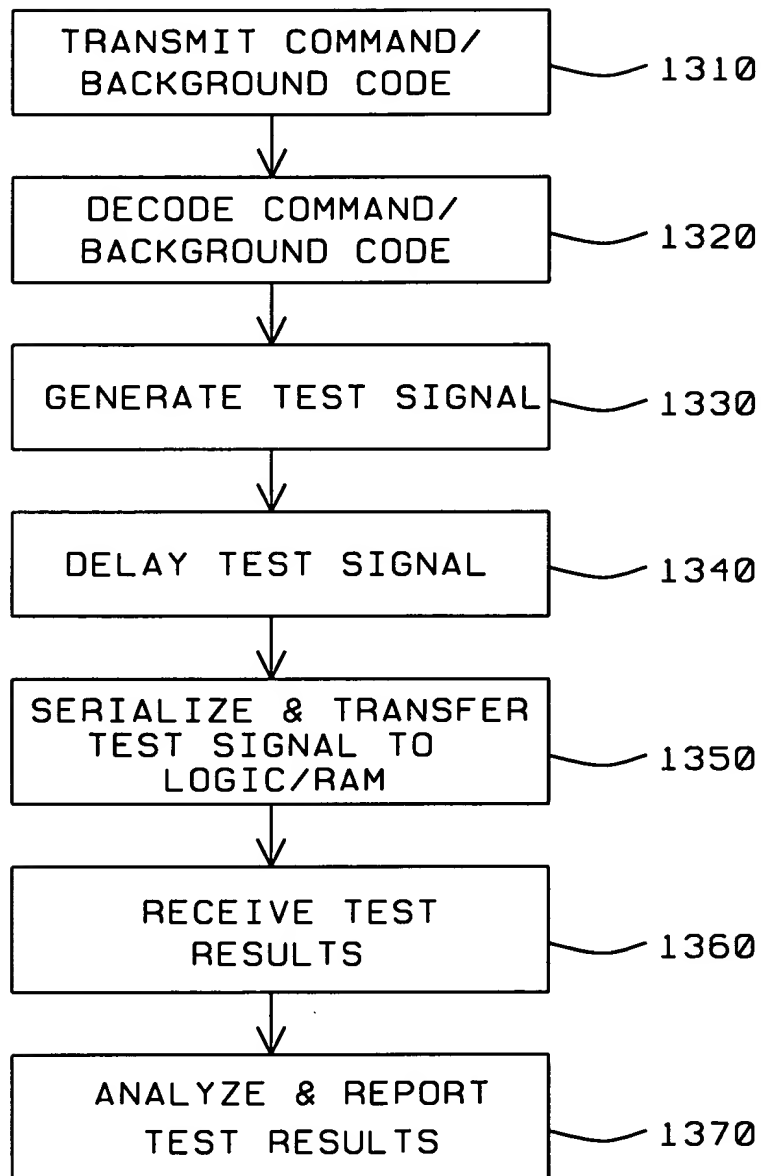 TRANSMIT COMMAND/
BACKGROUND CODE
1310
DECODE COMMAND/
BACKGROUND CODE
1320
GENERATE TEST SIGNAL
1330
DELAY TEST SIGNAL
1340
SERIALIZE & TRANSFER
TEST SIGNAL TO
LOGIC/RAM
1350
RECEIVE TEST
RESULTS
1360
ANALYZE & REPORT
TEST RESULTS
1370